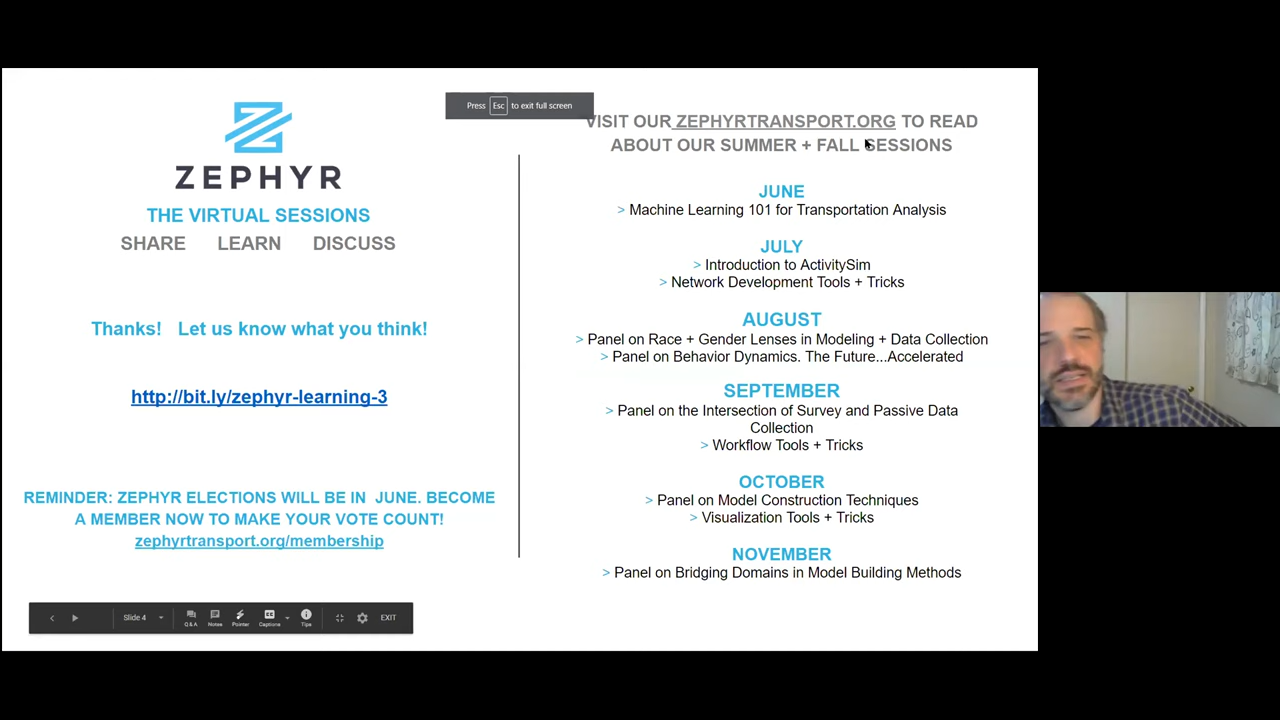 ZEPHYR
THE VIRTUAL SESSIONS
SHARE LEARN DISCUSS
Thanks! Let us know what you think!
http://bit.ly/zephyr-learning-3
REMINDER: ZEPHYR ELECTIONS WILL BE IN JUNE. BECOME
A MEMBER NOW TO MAKE YOUR VOTE COUNT!
zephyrtransport.org/membership
Slide 4
Q & A
Notes
Pointer
Captions
Tips
EXIT
Press Esc to exit full screen
VISIT OUR ZEPHYRTRANSPORT.ORG TO READ
ABOUT OUR SUMMER + FALL SESSIONS
JUNE
> Machine Learning 101 for Transportation Analysis
JULY
> Introduction to ActivitySim
> Network Development Tools + Tricks
AUGUST
> Panel on Race + Gender Lenses in Modeling + Data Collection
> Panel on Behavior Dynamics. The Future...Accelerated
SEPTEMBER
> Panel on the Intersection of Survey and Passive Data
Collection
> Workflow Tools + Tricks
OCTOBER
> Panel on Model Construction Techniques
> Visualization Tools + Tricks
NOVEMBER
> Panel on Bridging Domains in Model Building Methods